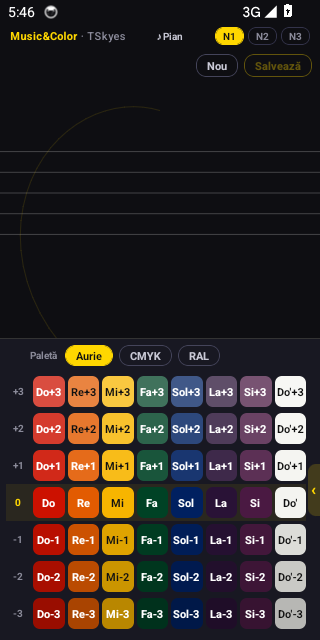 5:46 3G
Music&Color · TSkyes ♪Pian N1 N2 N3
Nou Salvează
Paletă Aurie CMYK RAL
+3 Do+3 Re+3 Mi+3 Fa+3 Sol+3 La+3 Si+3 Do'+3
+2 Do+2 Re+2 Mi+2 Fa+2 Sol+2 La+2 Si+2 Do'+2
+1 Do+1 Re+1 Mi+1 Fa+1 Sol+1 La+1 Si+1 Do'+1
0 Do Re Mi Fa Sol La Si Do' ‹
-1 Do-1 Re-1 Mi-1 Fa-1 Sol-1 La-1 Si-1 Do'-1
-2 Do-2 Re-2 Mi-2 Fa-2 Sol-2 La-2 Si-2 Do'-2
-3 Do-3 Re-3 Mi-3 Fa-3 Sol-3 La-3 Si-3 Do'-3